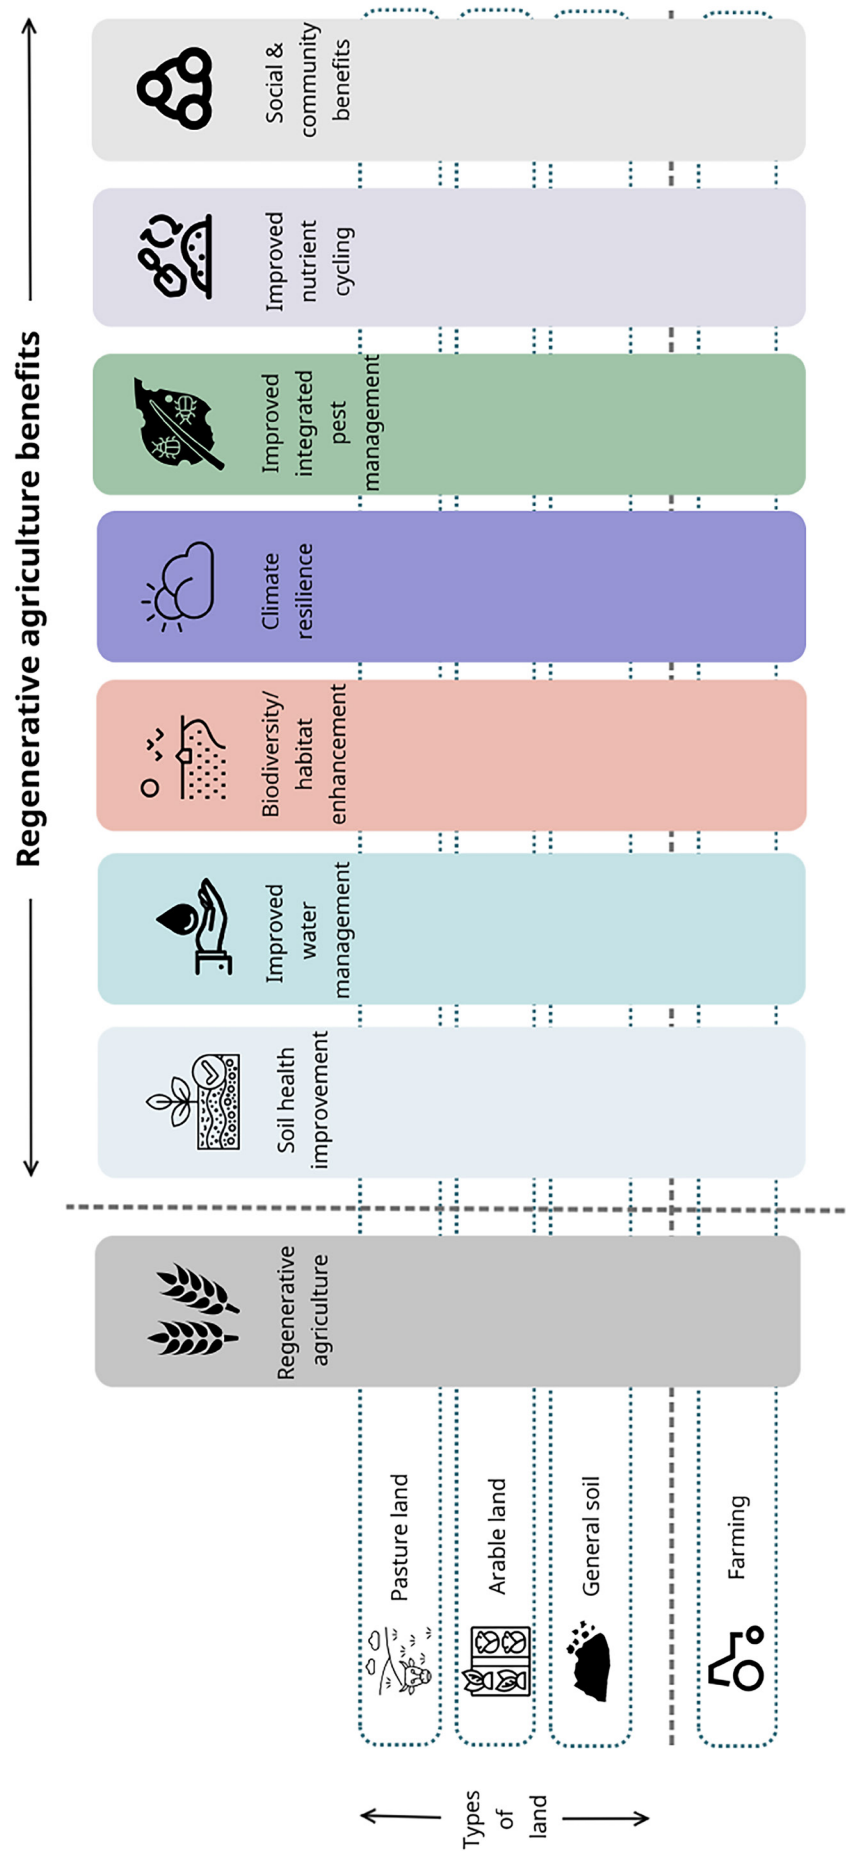 Regenerative agriculture benefits
Regenerative
agriculture
Soil health
improvement
Improved
water
management
Biodiversity/
habitat
enhancement
Climate
resilience
Improved
integrated
pest
management
Improved
nutrient
cycling
Social &
community
benefits
Types
of
land
Pasture land
Arable land
General soil
Farming